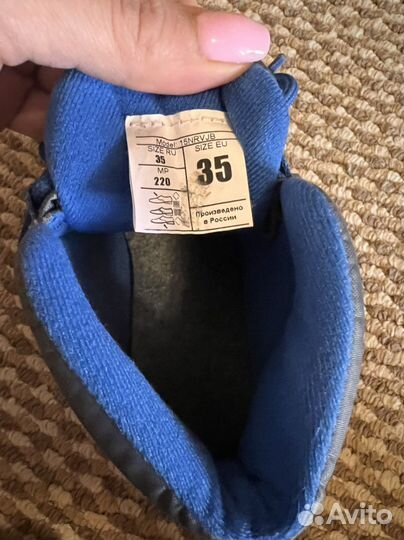 Model: 15NRVJB
SIZE RU
SIZE EU
35
35
MP
220
Произведено
в России
Avito